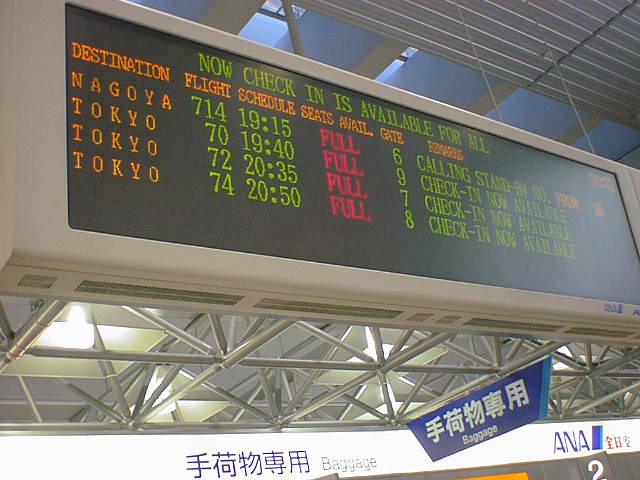 NOW CHECK IN IS AVAILABLE FOR ALL
DESTINATION FLIGHT SCHEDULE SEATS AVAIL. GATE REMARKS
NAGOYA 714 19:15 FULL 6 CALLING STAND-BY NO. FROM
TOKYO 70 19:40 FULL 9 CHECK-IN NOW AVAILABLE
TOKYO 72 20:35 FULL 7 CHECK-IN NOW AVAILABLE
TOKYO 74 20:50 FULL 8 CHECK-IN NOW AVAILABLE
ANA
手荷物専用
Baggage
手荷物専用 Baggage
ANA 全日空
2